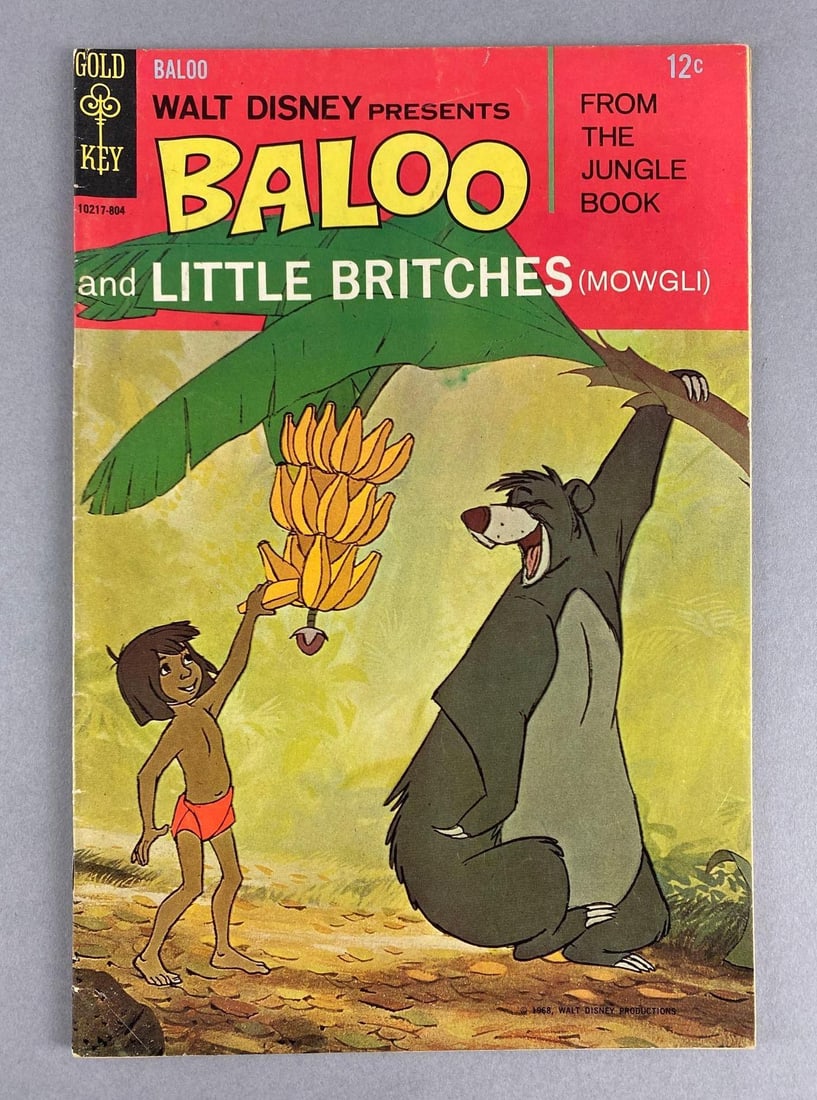 GOLD
KEY
10217-804
BALOO
12c
WALT DISNEY PRESENTS
BALOO
and LITTLE BRITCHES (MOWGLI)
FROM
THE
JUNGLE
BOOK
© 1968, WALT DISNEY PRODUCTIONS